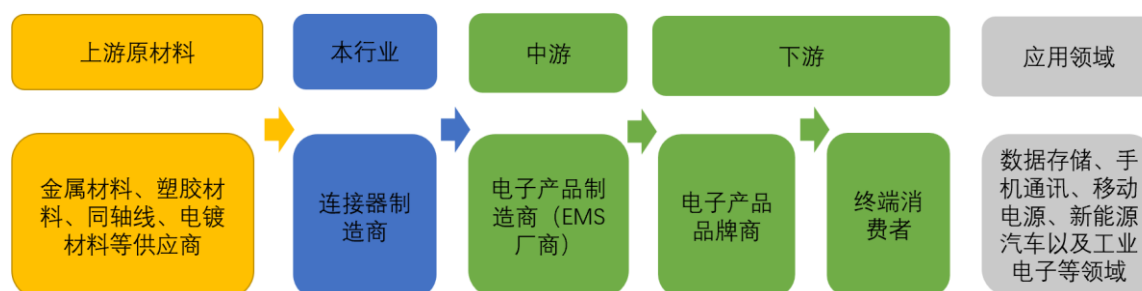 上游原材料
本行业
中游
下游
应用领域
金属材料、塑胶材
料、同轴线、电镀
材料等供应商
连接器制
造商
电子产品制
造商（EMS
厂商）
电子产品
品牌商
终端消
费者
数据存储、手
机通讯、移动
电源、新能源
汽车以及工业
电子等领域